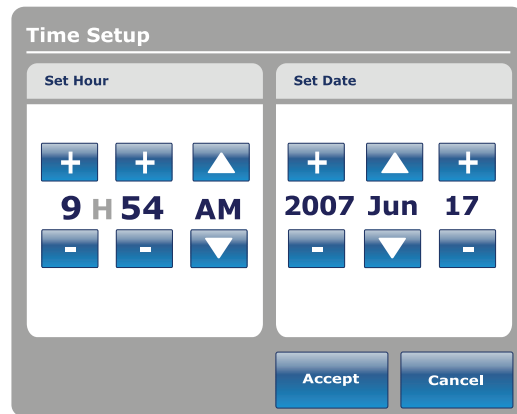 Time Setup
Set Hour
Set Date
+ + + +
9 H 54 AM
2007 Jun 17
- - - -
Accept
Cancel